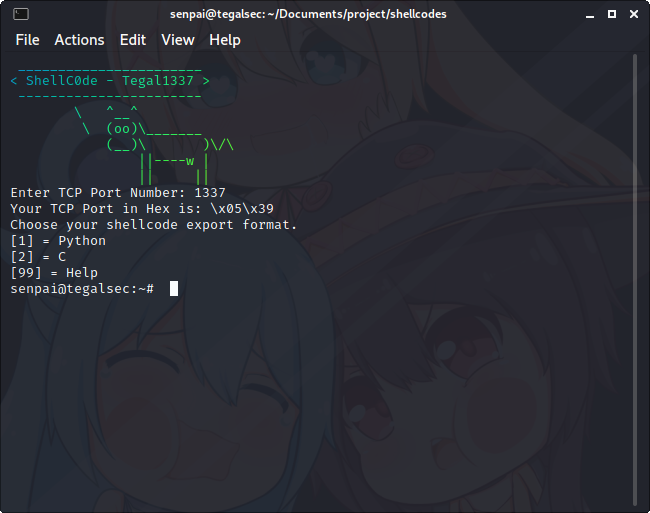 senpai@tegalsec: ~/Documents/project/shellcodes
File Actions Edit View Help
 _______________________
< ShellC0de - Tegal1337 >
 -----------------------
        \   ^__^
         \  (oo)\_______
            (__)\       )\/\
                ||----w |
                ||     ||
Enter TCP Port Number: 1337
Your TCP Port in Hex is: \x05\x39
Choose your shellcode export format.
[1] = Python
[2] = C
[99] = Help
senpai@tegalsec:~#